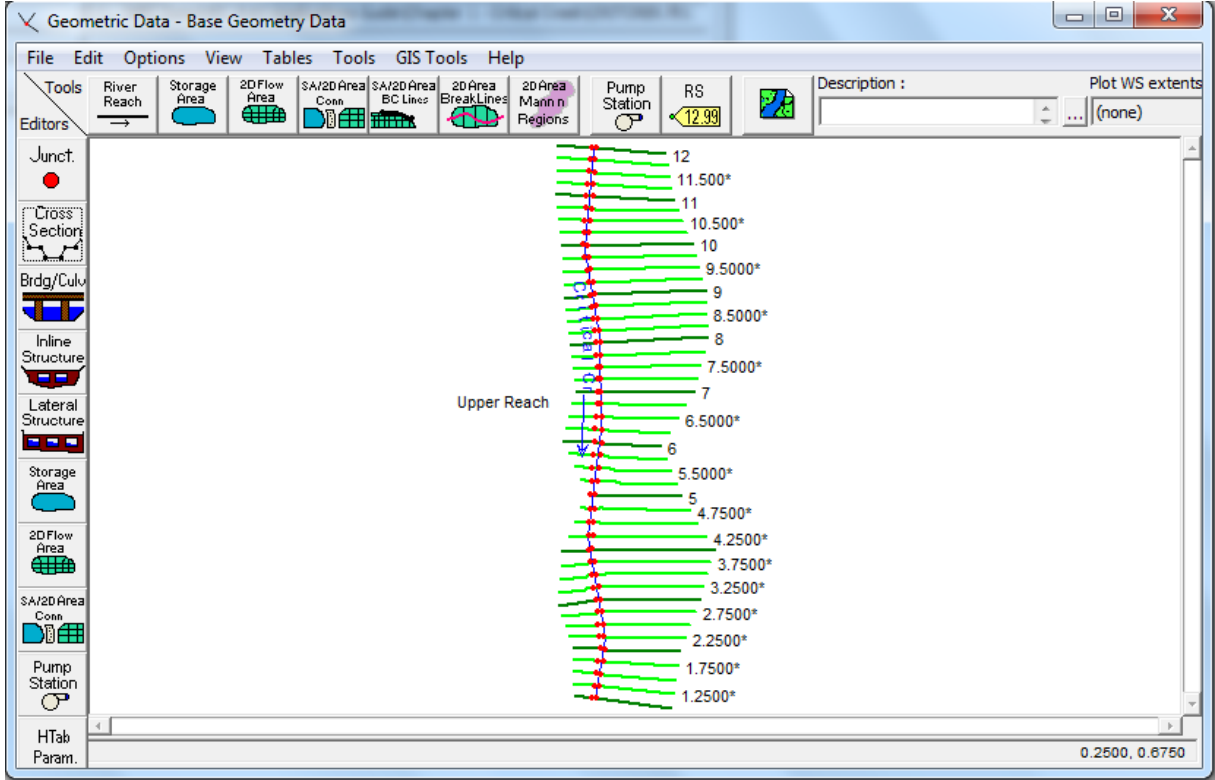 Geometric Data - Base Geometry Data
File Edit Options View Tables Tools GIS Tools Help
Tools
Editors
River
Reach
Storage
Area
2D Flow
Area
SA/2D Area
Conn
SA/2D Area
BC Lines
2D Area
BreakLines
2D Area
Mann n
Regions
Pump
Station
RS
12.99
Description :
...
Plot WS extents
(none)
Junct.
Cross
Section
Brdg/Culv
Inline
Structure
Lateral
Structure
Storage
Area
2D Flow
Area
SA/2D Area
Conn
Pump
Station
HTab
Param.
12
11.500*
11
10.500*
10
9.5000*
9
8.5000*
8
7.5000*
7
6.5000*
6
5.5000*
5
4.7500*
4.2500*
3.7500*
3.2500*
2.7500*
2.2500*
1.7500*
1.2500*
Critical Cr
Upper Reach
0.2500, 0.6750